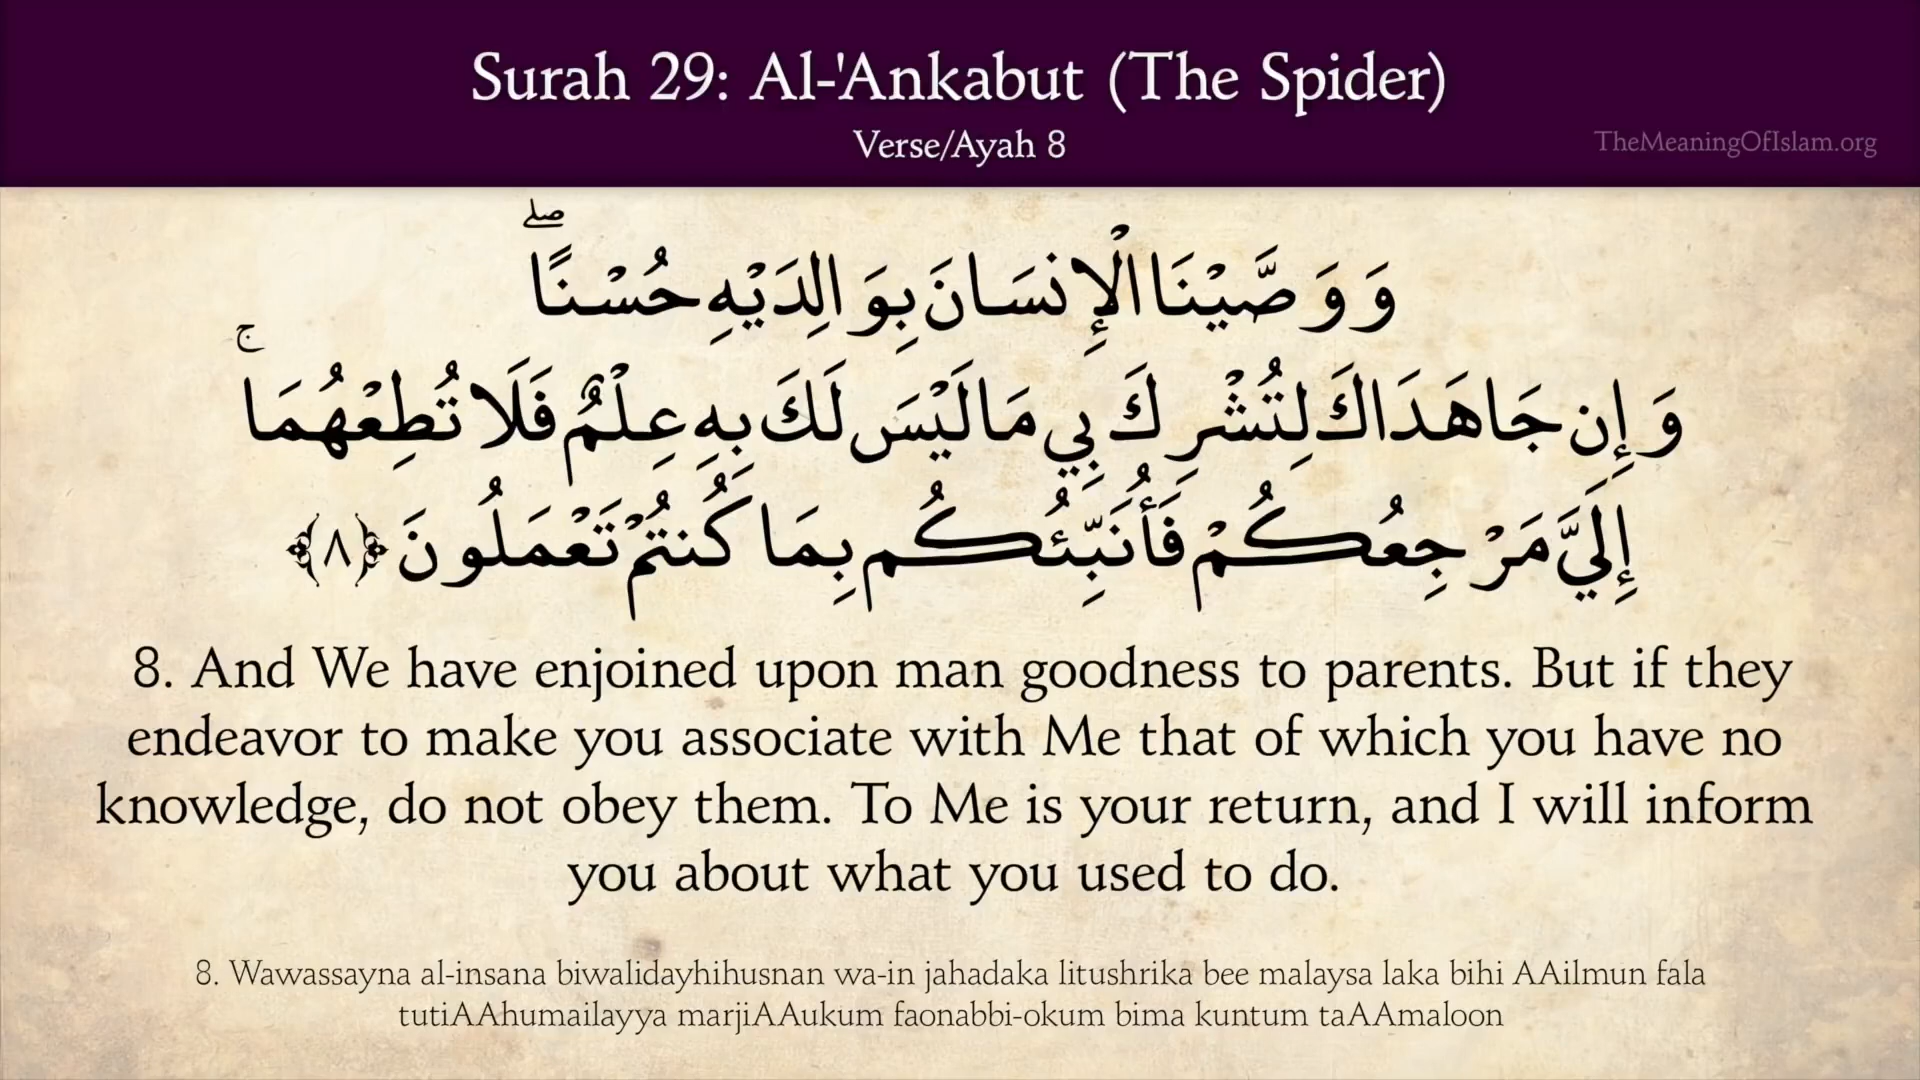 Surah 29: Al-'Ankabut (The Spider)
Verse/Ayah 8
TheMeaningOfIslam.org
وَوَصَّيْنَا الْإِنسَانَ بِوَالِدَيْهِ حُسْنًا ۖ
وَإِن جَاهَدَاكَ لِتُشْرِكَ بِي مَا لَيْسَ لَكَ بِهِ عِلْمٌ فَلَا تُطِعْهُمَا ۚ
إِلَيَّ مَرْجِعُكُمْ فَأُنَبِّئُكُم بِمَا كُنتُمْ تَعْمَلُونَ ﴿٨﴾
8. And We have enjoined upon man goodness to parents. But if they
endeavor to make you associate with Me that of which you have no
knowledge, do not obey them. To Me is your return, and I will inform
you about what you used to do.
8. Wawassayna al-insana biwalidayhihusnan wa-in jahadaka litushrika bee malaysa laka bihi AAilmun fala
tutiAAhumailayya marjiAAukum faonabbi-okum bima kuntum taAAmaloon